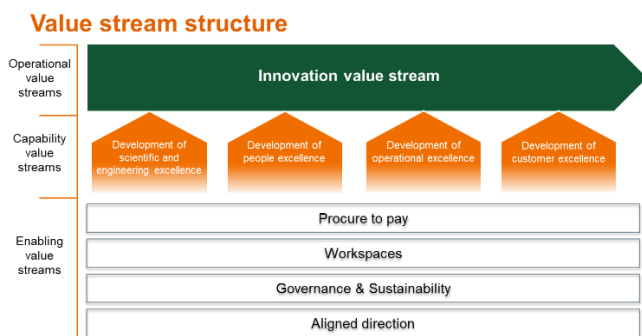 Value stream structure
Operational
value
streams
Innovation value stream
Capability
value
streams
Development of
scientific and
engineering excellence
Development of
people excellence
Development of
operational excellence
Development of
customer excellence
Enabling
value
streams
Procure to pay
Workspaces
Governance & Sustainability
Aligned direction